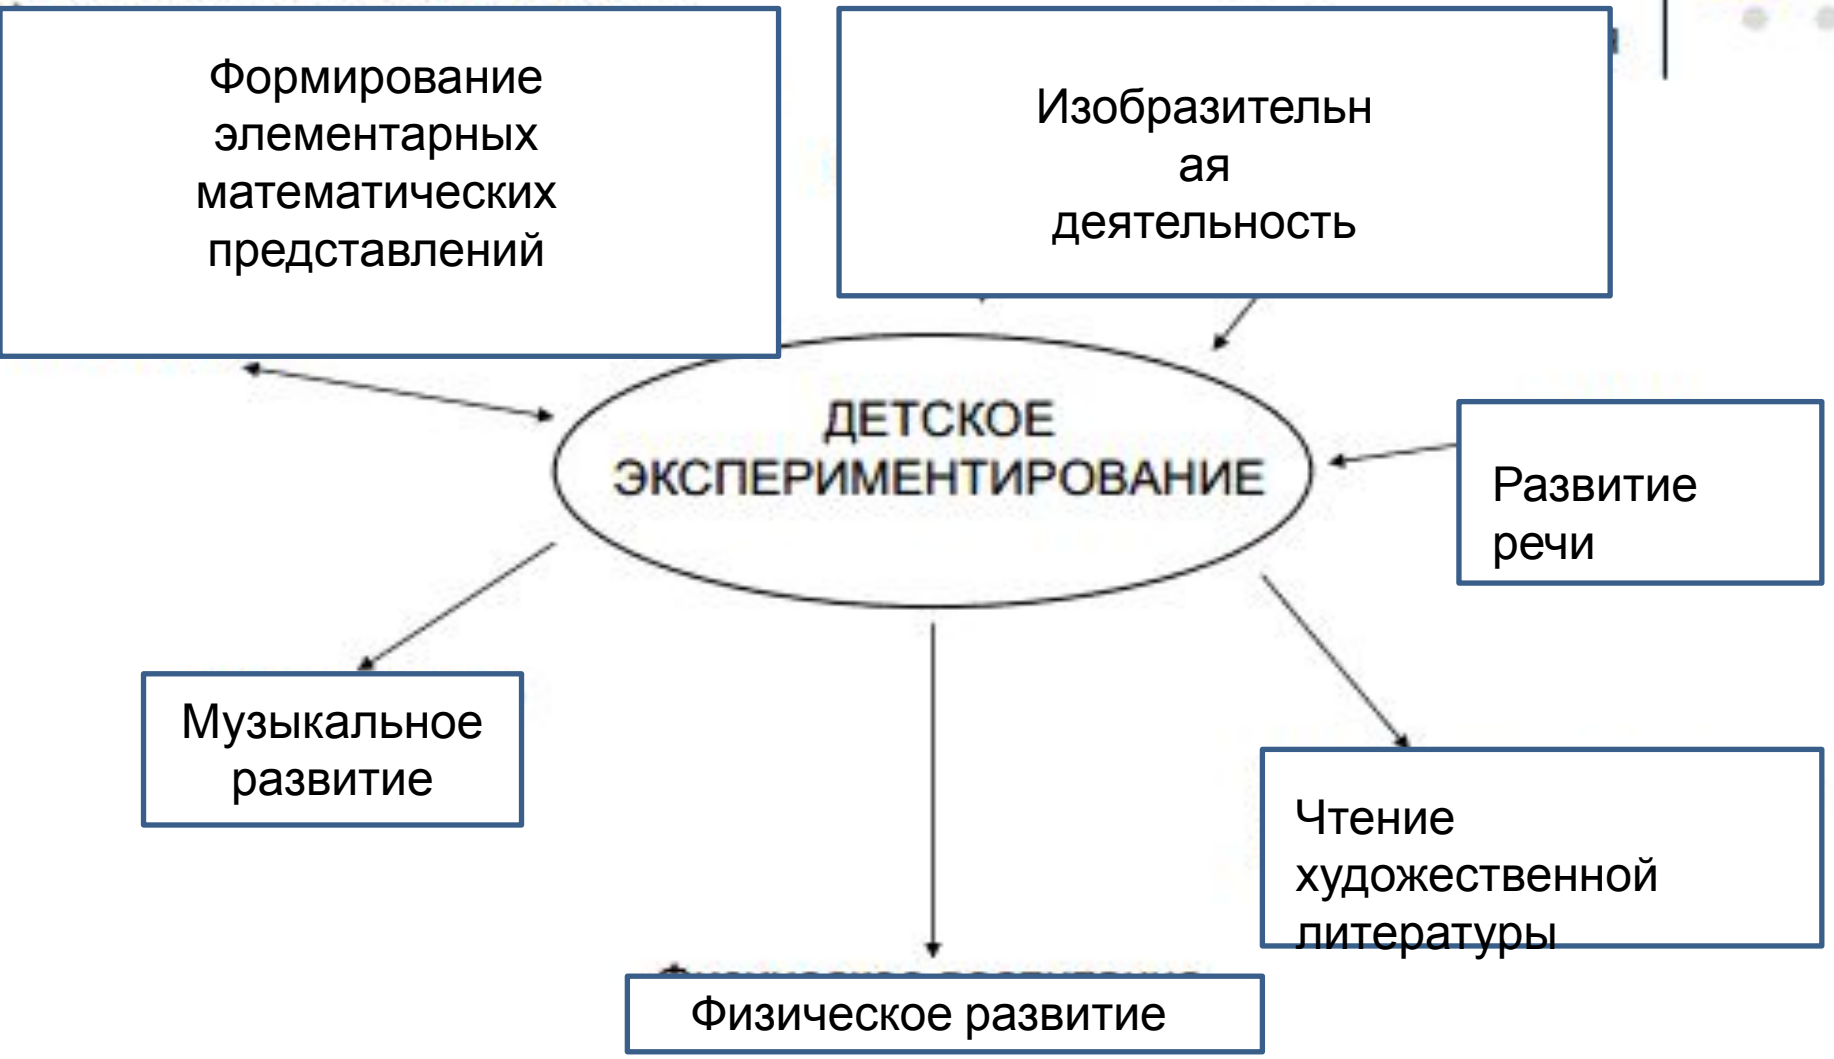 Формирование
элементарных
математических
представлений
Изобразительн
ая
деятельность
ДЕТСКОЕ
ЭКСПЕРИМЕНТИРОВАНИЕ
Развитие
речи
Музыкальное
развитие
Чтение
художественной
литературы
Физическое развитие